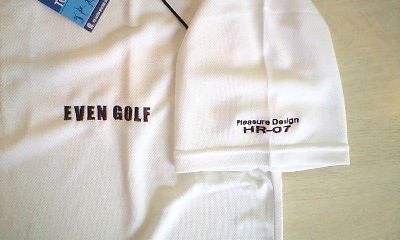 EVEN GOLF
Pleasure Design
HR-07